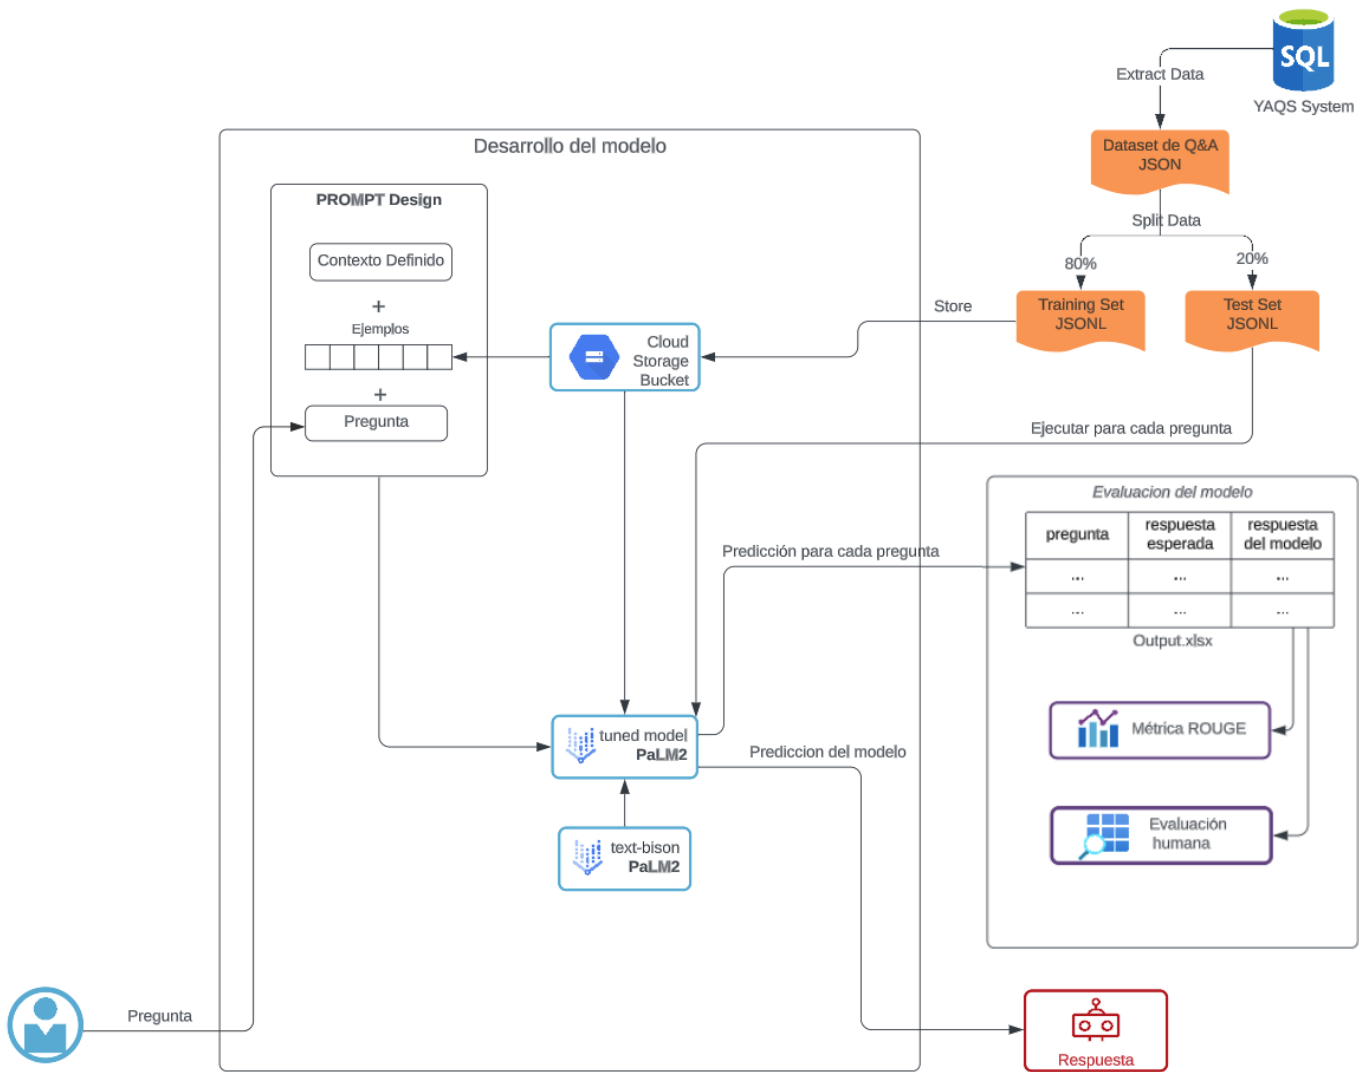 SQL
YAQS System
Extract Data
Dataset de Q&A
JSON
Split Data
80%
20%
Training Set
JSONL
Test Set
JSONL
Store
Desarrollo del modelo
PROMPT Design
Contexto Definido
+
Ejemplos
+
Pregunta
Cloud
Storage
Bucket
Ejecutar para cada pregunta
Evaluacion del modelo
pregunta
respuesta
esperada
respuesta
del modelo
...
...
...
...
...
...
Output.xlsx
Predicción para cada pregunta
Métrica ROUGE
Evaluación
humana
tuned model
PaLM2
Prediccion del modelo
text-bison
PaLM2
Pregunta
Respuesta